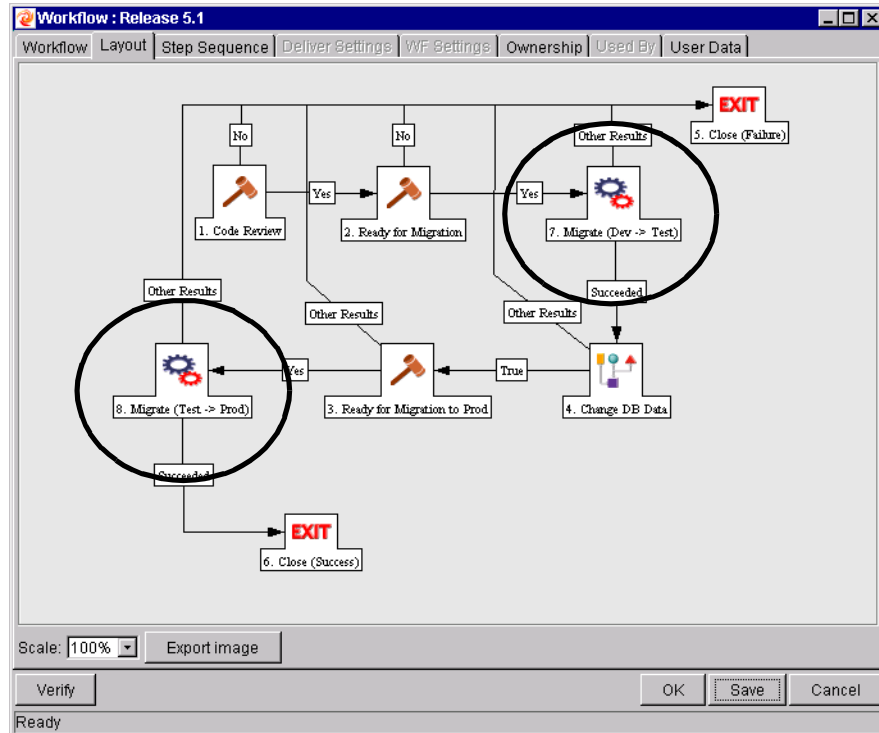 Workflow : Release 5.1
Workflow Layout Step Sequence Deliver Settings WF Settings Ownership Used By User Data
EXIT
5. Close (Failure)
No
No
Other Results
Yes
Yes
1. Code Review
2. Ready for Migration
7. Migrate (Dev -> Test)
Other Results
Succeeded
Other Results
Other Results
Yes
True
8. Migrate (Test -> Prod)
3. Ready for Migration to Prod
4. Change DB Data
Succeeded
EXIT
6. Close (Success)
Scale: 100% Export image
Verify OK Save Cancel
Ready